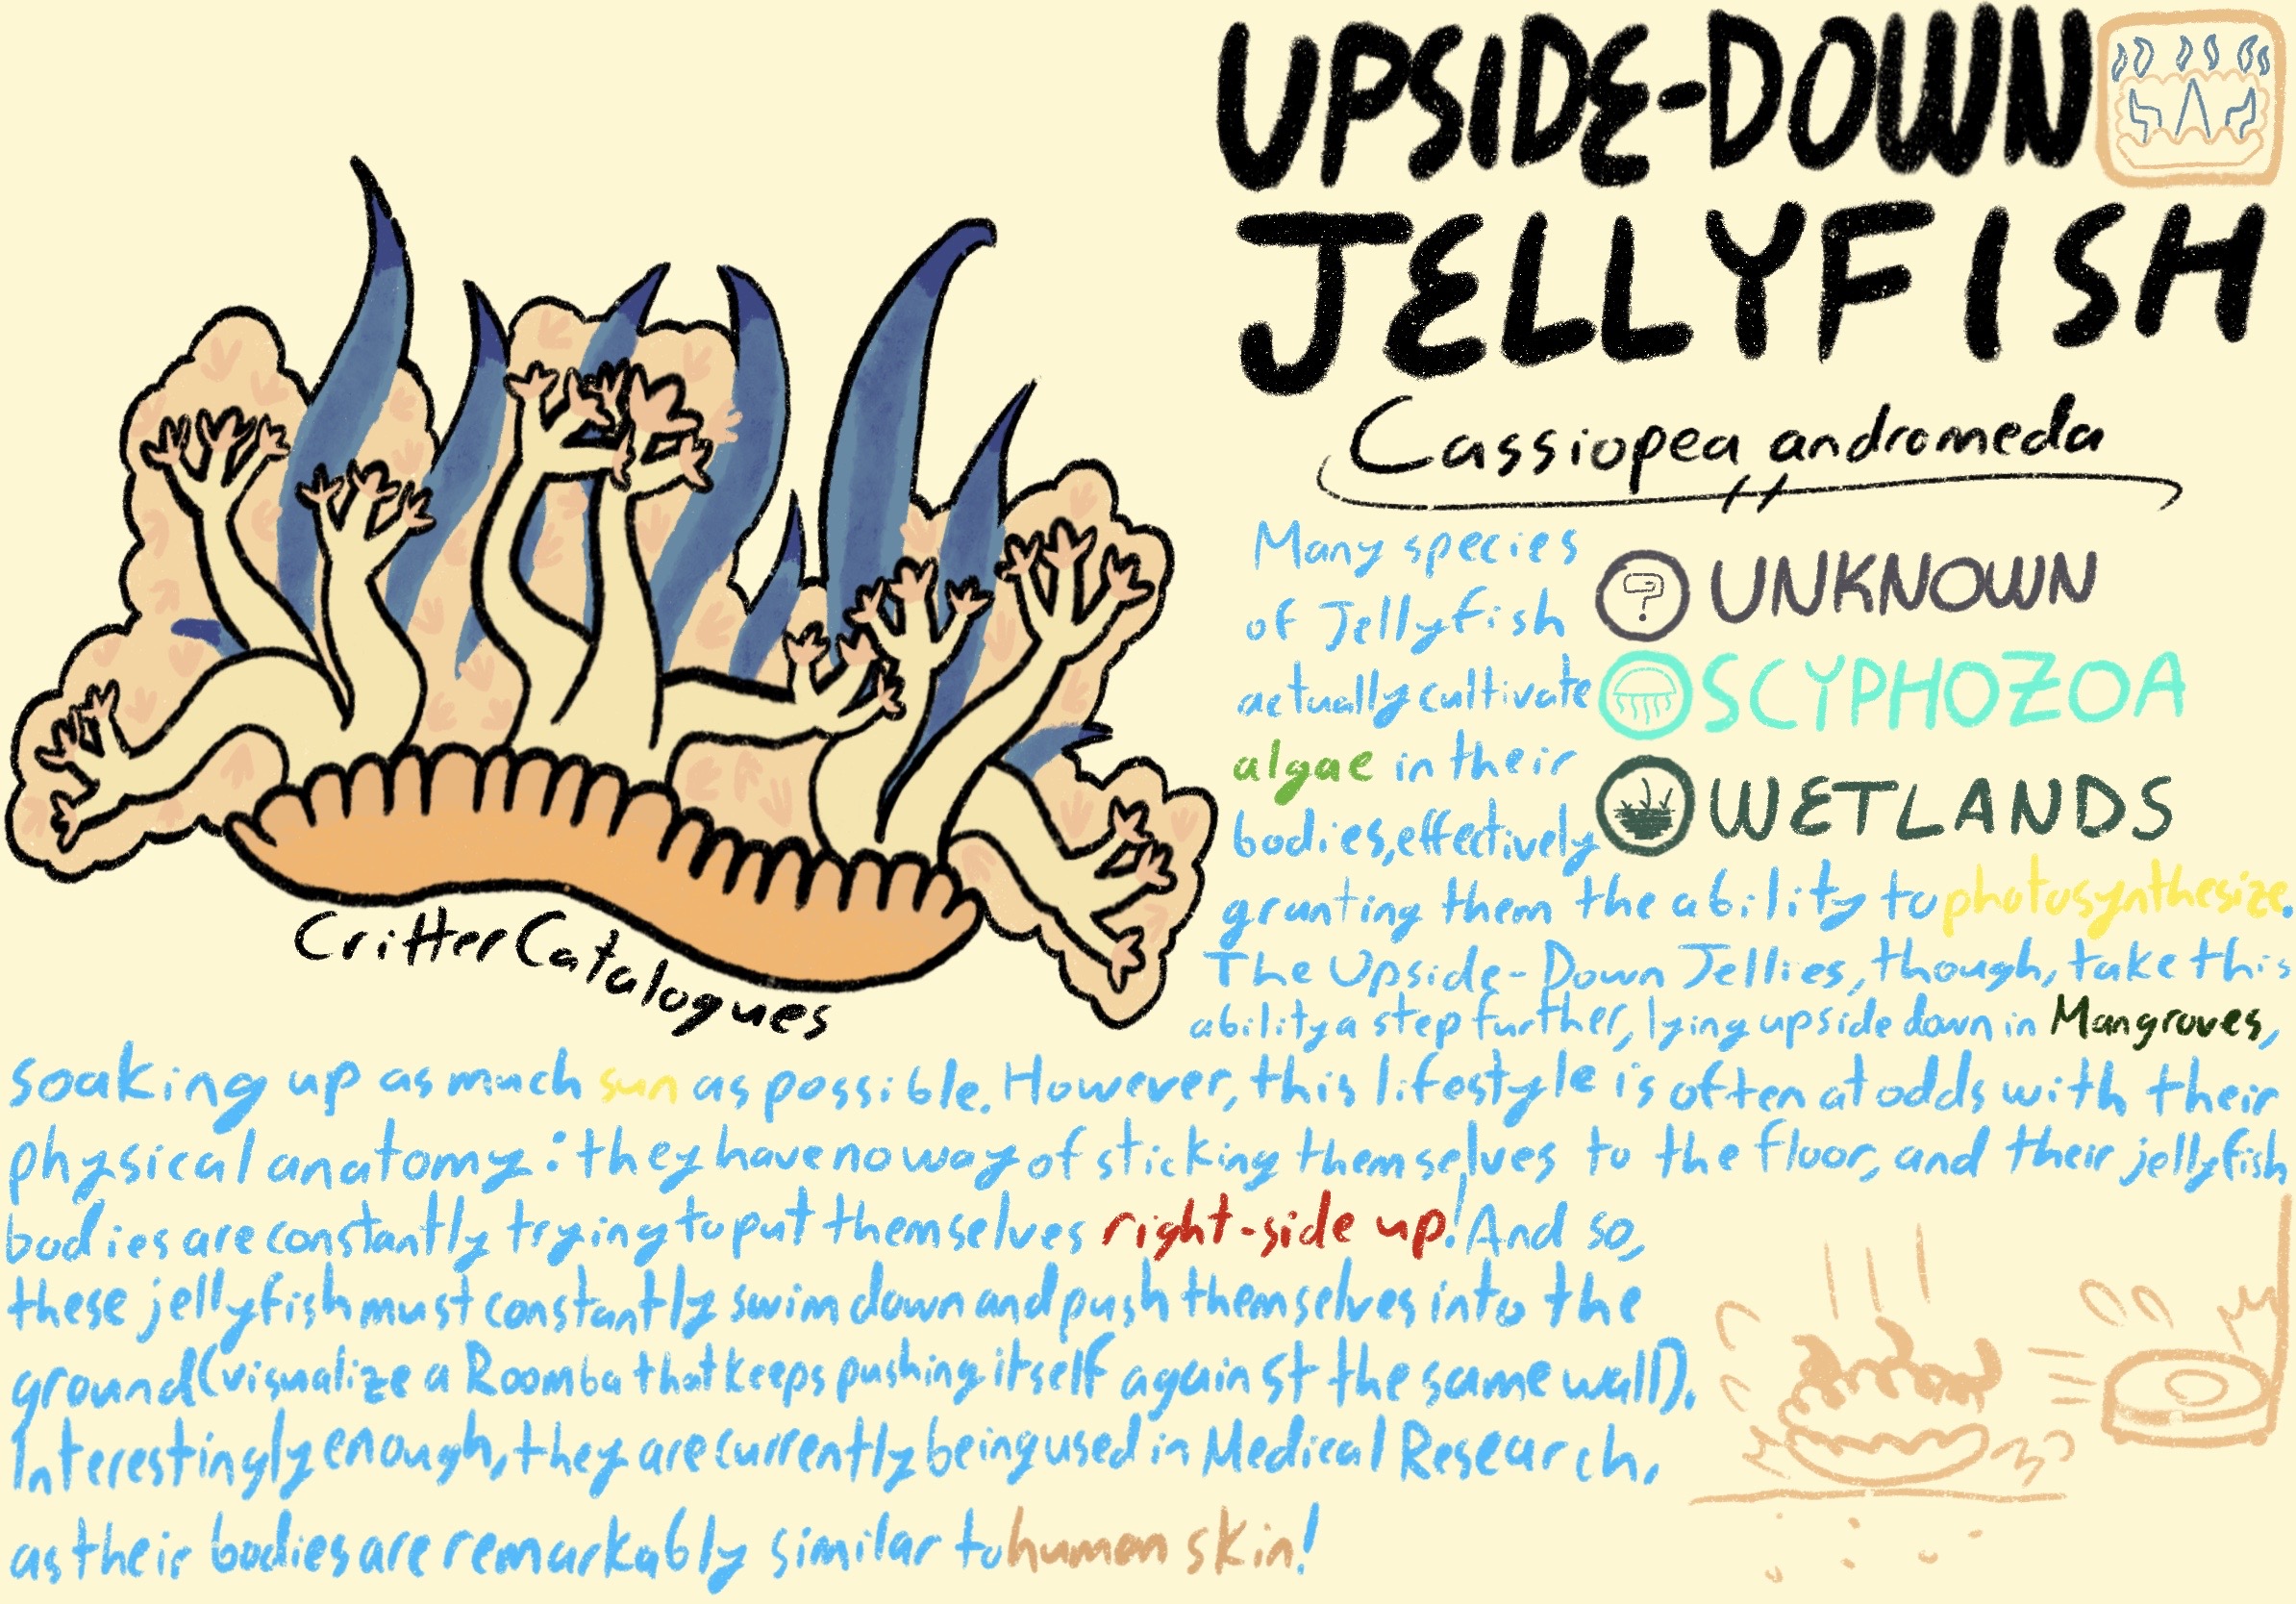 UPSIDE-DOWN
JELLYFISH
Cassiopea andromeda
Many species
of Jellyfish
actually cultivate
algae in their
bodies, effectively
granting them the ability to photosynthesize.
The Upside-Down Jellies, though, take this
ability a step further, lying upside down in Mangroves,
soaking up as much sun as possible. However, this lifestyle is often at odds with their
physical anatomy: they have no way of sticking themselves to the floor, and their jellyfish
bodies are constantly trying to put themselves right-side up! And so,
these jellyfish must constantly swim down and push themselves into the
ground (visualize a Roomba that keeps pushing itself against the same wall).
Interestingly enough, they are currently being used in Medical Research,
as their bodies are remarkably similar to human skin!
? UNKNOWN
SCYPHOZOA
WETLANDS
CritterCatalogues